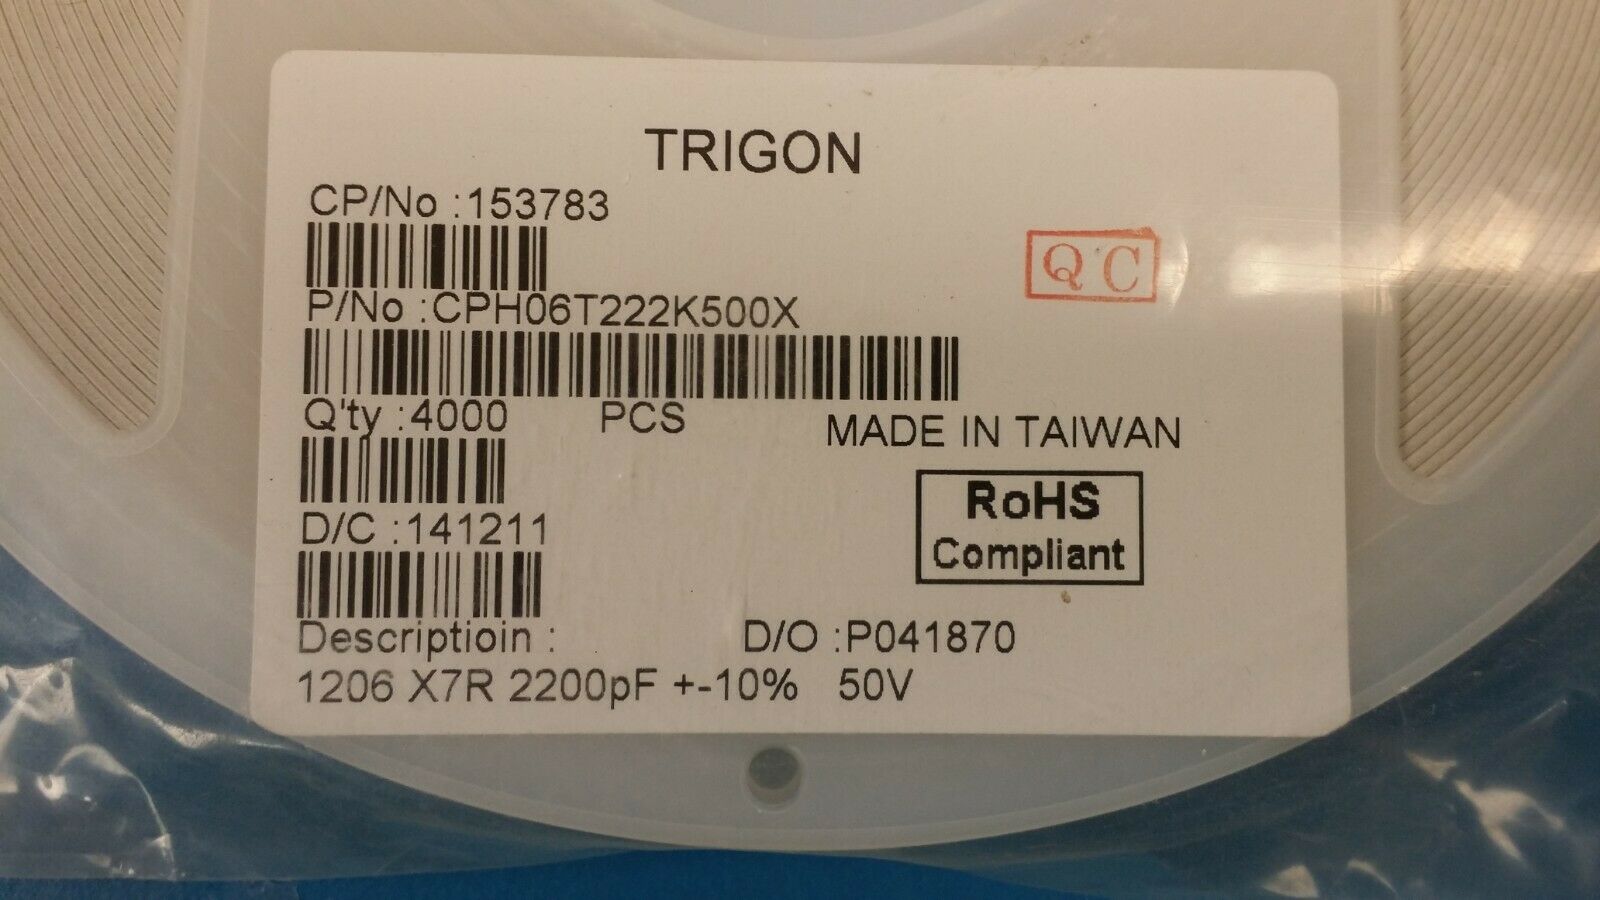 TRIGON
CP/No :153783
QC
P/No :CPH06T222K500X
Q'ty :4000 PCS
MADE IN TAIWAN
RoHS
Compliant
D/C :141211
Descriptioin : D/O :P041870
1206 X7R 2200pF +-10% 50V